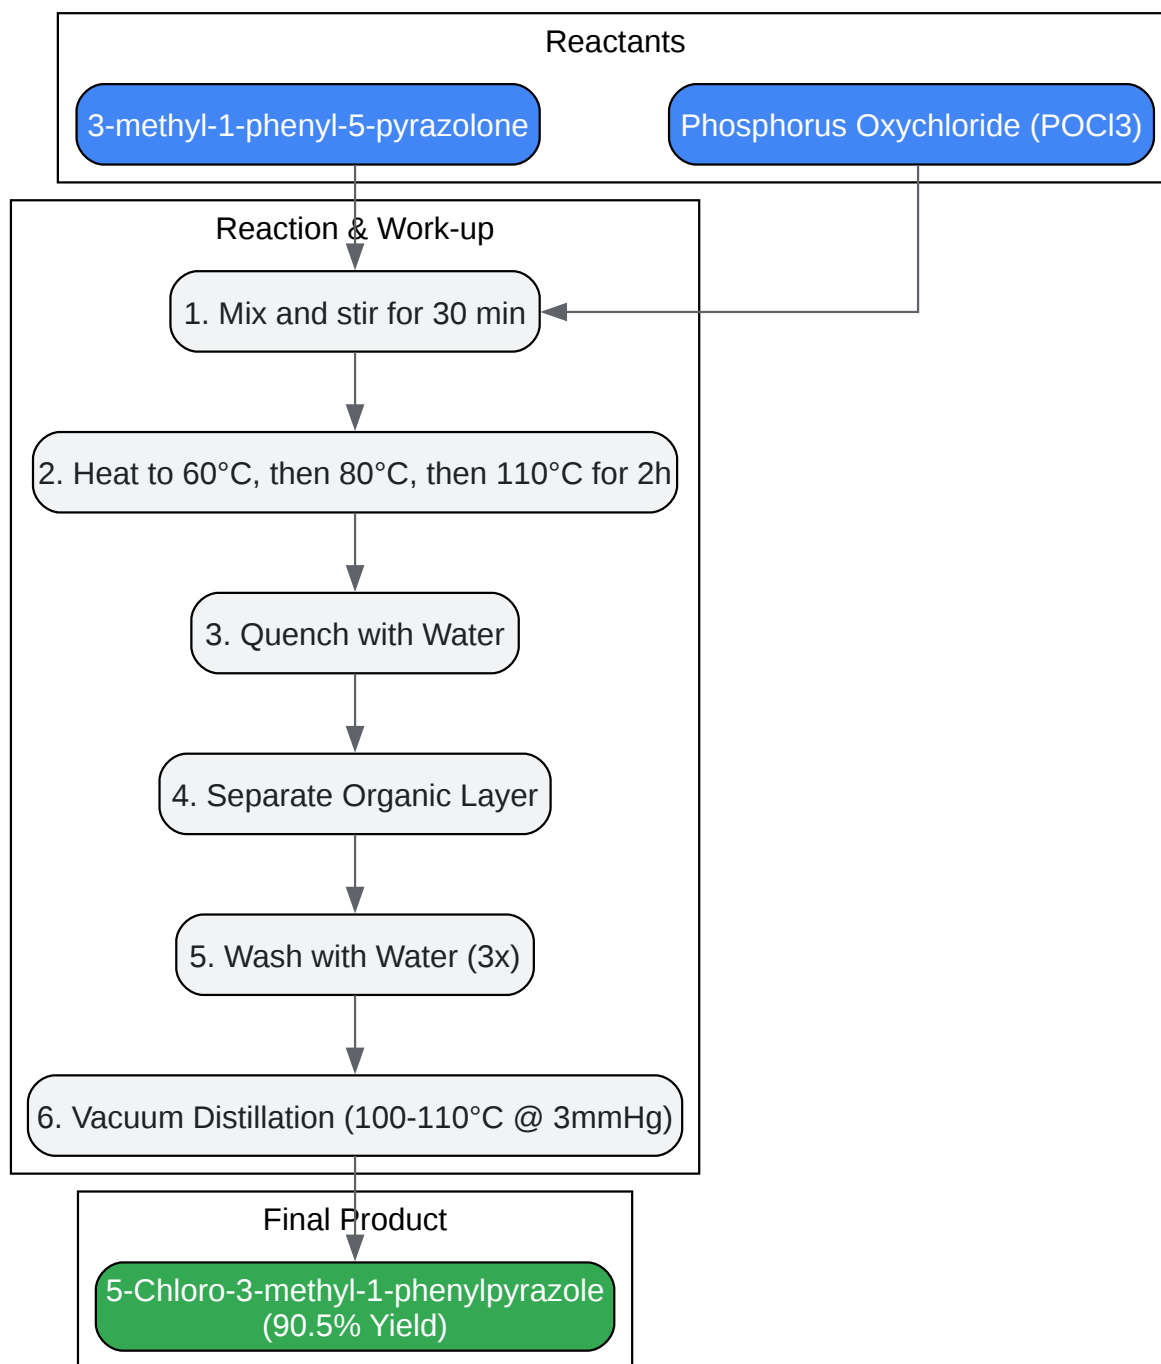 Reactants
3-methyl-1-phenyl-5-pyrazolone
Phosphorus Oxychloride (POCl3)
Reaction & Work-up
1. Mix and stir for 30 min
2. Heat to 60°C, then 80°C, then 110°C for 2h
3. Quench with Water
4. Separate Organic Layer
5. Wash with Water (3x)
6. Vacuum Distillation (100-110°C @ 3mmHg)
Final Product
5-Chloro-3-methyl-1-phenylpyrazole
(90.5% Yield)